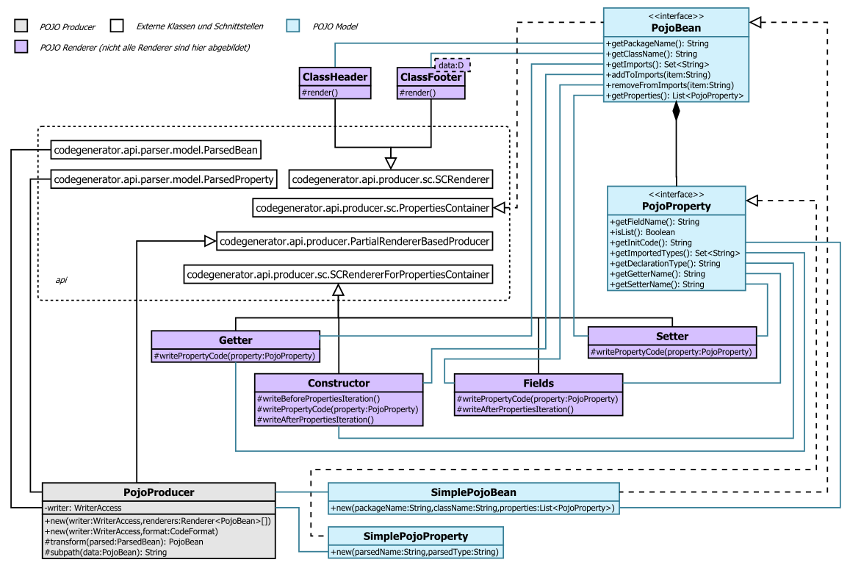 POJO Producer
Externe Klassen und Schnittstellen
POJO Model
POJO Renderer (nicht alle Renderer sind hier abgebildet)
<<interface>>
PojoBean
+getPackageName(): String
+getClassName(): String
+getImports(): Set<String>
+addToImports(item:String)
+removeFromImports(item:String)
+getProperties(): List<PojoProperty>
ClassHeader
#render()
data:D
ClassFooter
#render()
codegenerator.api.parser.model.ParsedBean
codegenerator.api.parser.model.ParsedProperty
codegenerator.api.producer.sc.SCRenderer
codegenerator.api.producer.sc.PropertiesContainer
codegenerator.api.producer.PartialRendererBasedProducer
codegenerator.api.producer.sc.SCRendererForPropertiesContainer
api
<<interface>>
PojoProperty
+getFieldName(): String
+isList(): Boolean
+getInitCode(): String
+getImportedTypes(): Set<String>
+getDeclarationType(): String
+getGetterName(): String
+getSetterName(): String
Getter
#writePropertyCode(property:PojoProperty)
Setter
#writePropertyCode(property:PojoProperty)
Constructor
#writeBeforePropertiesIteration()
#writePropertyCode(property:PojoProperty)
#writeAfterPropertiesIteration()
Fields
#writePropertyCode(property:PojoProperty)
#writeAfterPropertiesIteration()
PojoProducer
-writer: WriterAccess
+new(writer:WriterAccess,renderers:Renderer<PojoBean>[])
+new(writer:WriterAccess,format:CodeFormat)
#transform(parsed:ParsedBean): PojoBean
#subpath(data:PojoBean): String
SimplePojoBean
+new(packageName:String,className:String,properties:List<PojoProperty>)
SimplePojoProperty
+new(parsedName:String,parsedType:String)